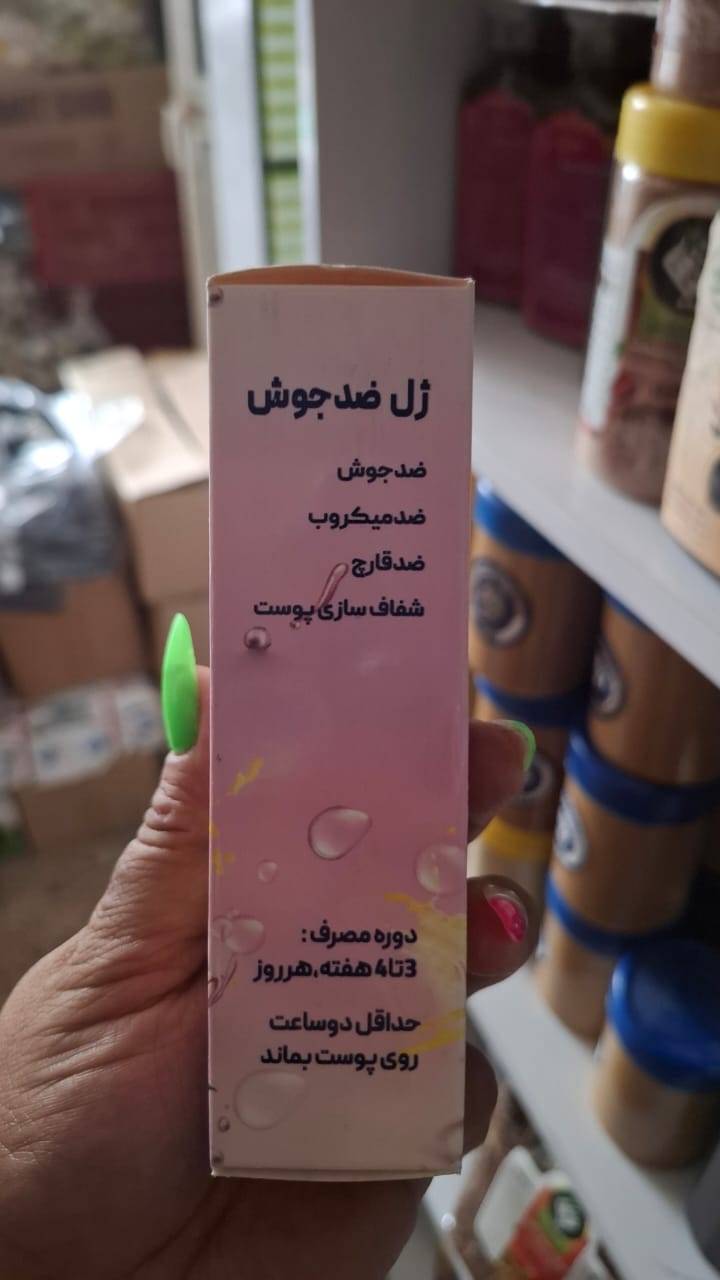 ژل ضدجوش
ضدجوش
ضدمیکروب
ضدقارچ
شفاف سازی پوست
دوره مصرف :
3تا4 هفته،هرروز
حداقل دوساعت
روی پوست بماند